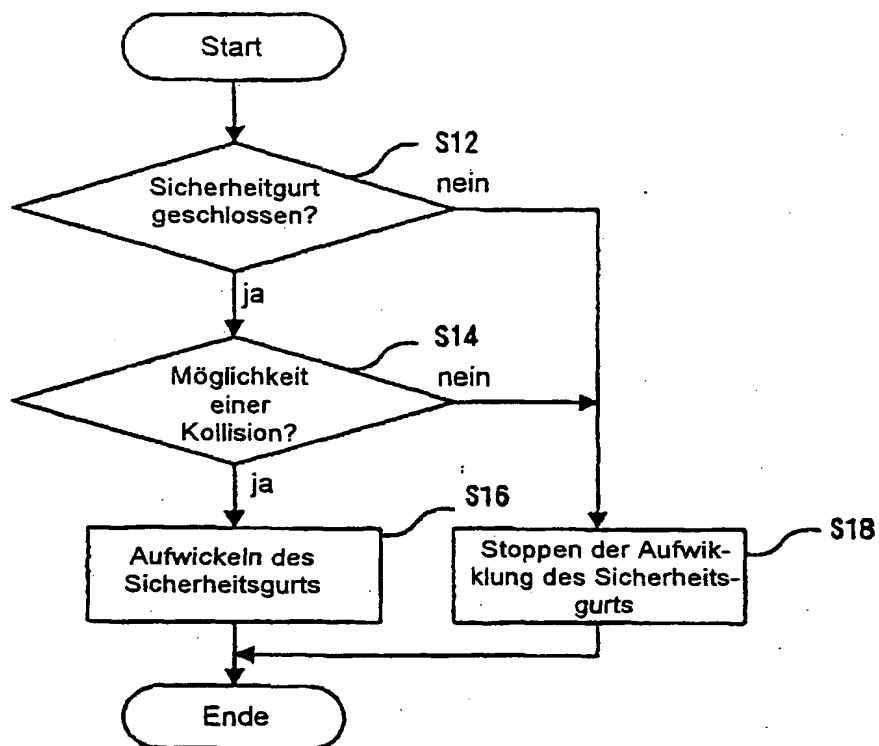 Start
S12
Sicherheitgurt
geschlossen?
nein
ja
S14
Möglichkeit
einer
Kollision?
nein
ja
S16
Aufwickeln des
Sicherheitsgurts
S18
Stoppen der Aufwik-
klung des Sicherheits-
gurts
Ende